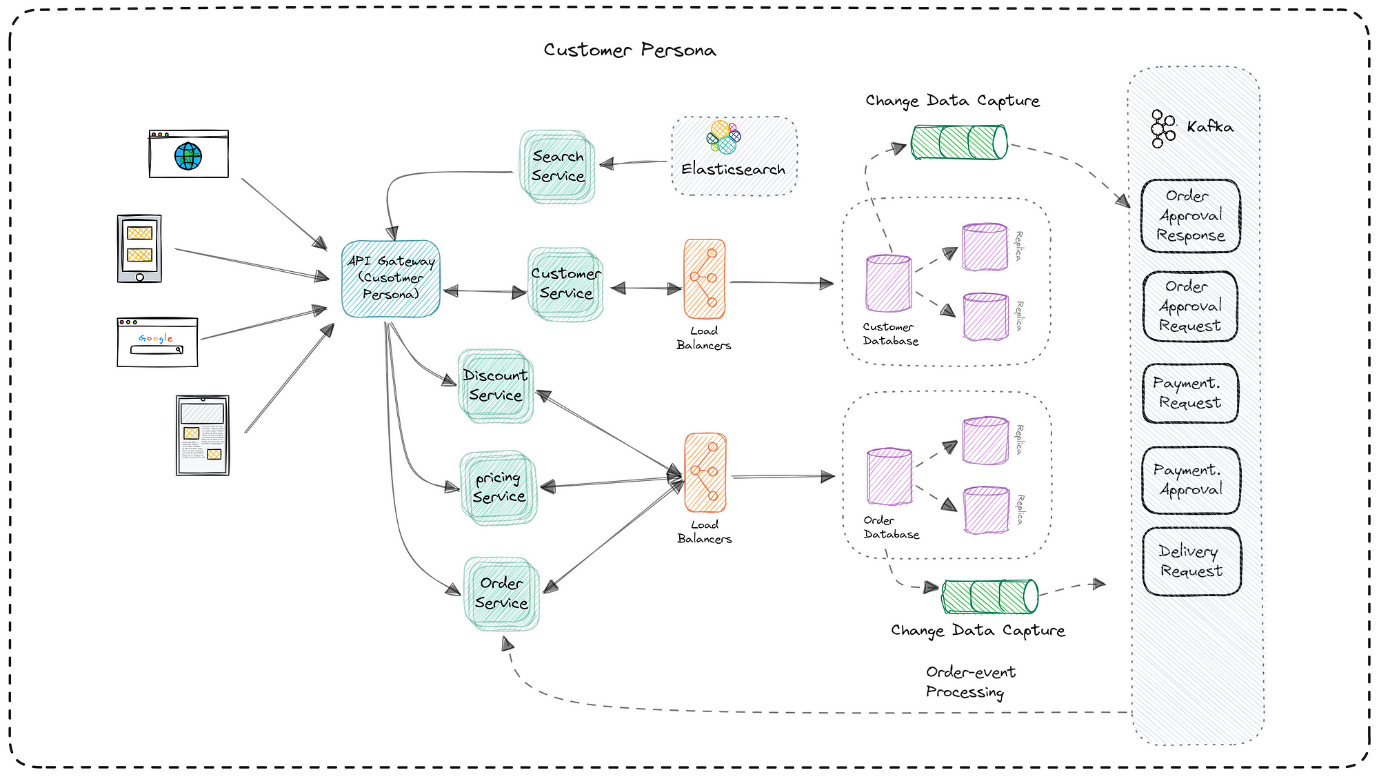 Customer Persona
Change Data Capture
Kafka
Search
Service
Elasticsearch
Order
Approval
Response
Google
API Gateway
(Cusotmer
Persona)
Customer
Service
Load
Balancers
Customer
Database
Replica
Replica
Order
Approval
Request
Discount
Service
Payment.
Request
pricing
Service
Load
Balancers
Order
Database
Replica
Replica
Payment.
Approval
Order
Service
Delivery
Request
Change Data Capture
Order-event
Processing